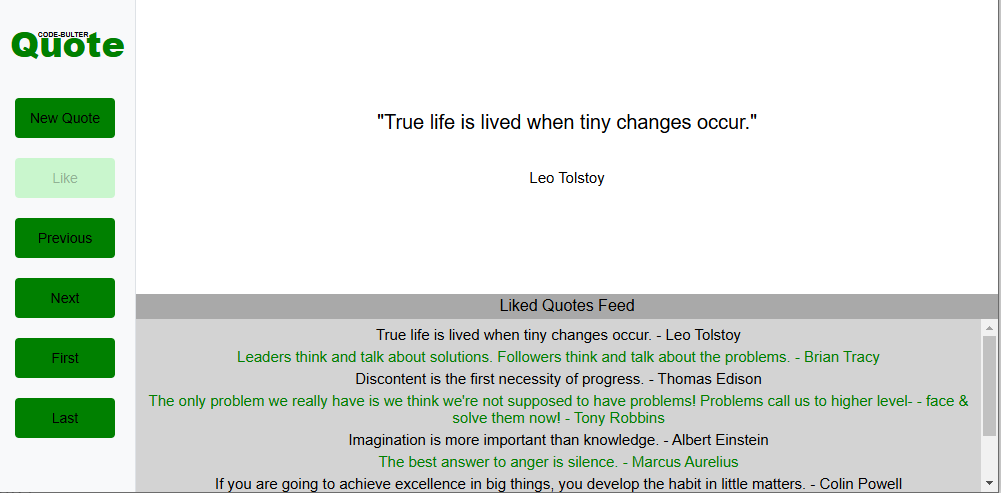 CODE-BULTER
Quote
New Quote
Like
Previous
Next
First
Last
"True life is lived when tiny changes occur."
Leo Tolstoy
Liked Quotes Feed
True life is lived when tiny changes occur. - Leo Tolstoy
Leaders think and talk about solutions. Followers think and talk about the problems. - Brian Tracy
Discontent is the first necessity of progress. - Thomas Edison
The only problem we really have is we think we're not supposed to have problems! Problems call us to higher level- - face &
solve them now! - Tony Robbins
Imagination is more important than knowledge. - Albert Einstein
The best answer to anger is silence. - Marcus Aurelius
If you are going to achieve excellence in big things, you develop the habit in little matters. - Colin Powell